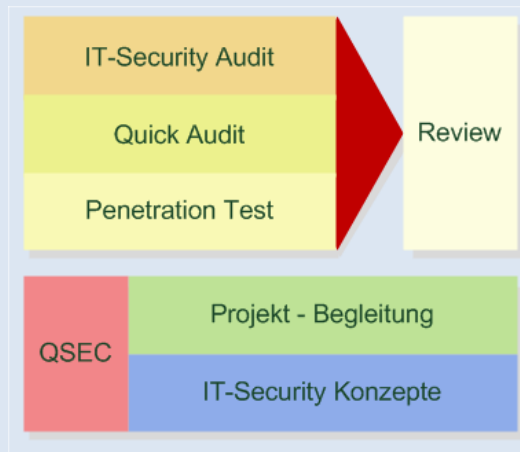 IT-Security Audit
Quick Audit
Penetration Test
Review
QSEC
Projekt - Begleitung
IT-Security Konzepte